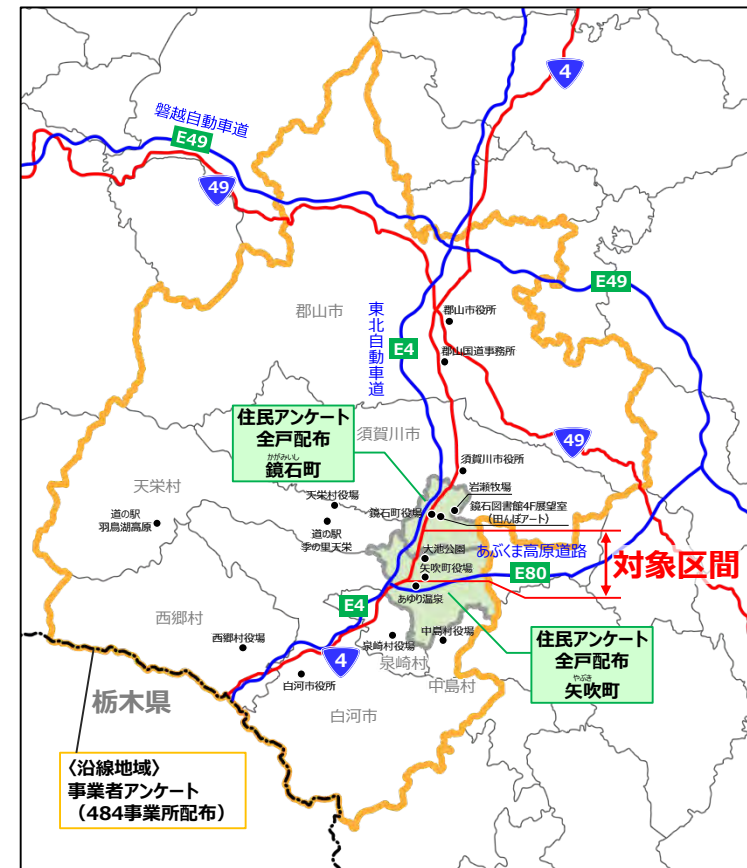 4
磐越自動車道
E49
49
E49
郡山市
東北自動車道
郡山市役所
E4
郡山国道事務所
住民アンケート
全戸配布
かがみいし
鏡石町
須賀川市
49
須賀川市役所
天栄村
岩瀬牧場
天栄村役場
鏡石町役場
鏡石図書館4F展望室
(田んぼアート)
道の駅
羽鳥湖高原
道の駅
季の里天栄
大池公園
あぶくま高原道路
対象区間
矢吹町役場
E80
あゆり温泉
E4
西郷村
西郷村役場
泉崎村役場
中島村役場
住民アンケート
全戸配布
やぶき
矢吹町
4
泉崎村
白河市役所
中島村
栃木県
白河市
〈沿線地域〉
事業者アンケート
(484事業所配布)